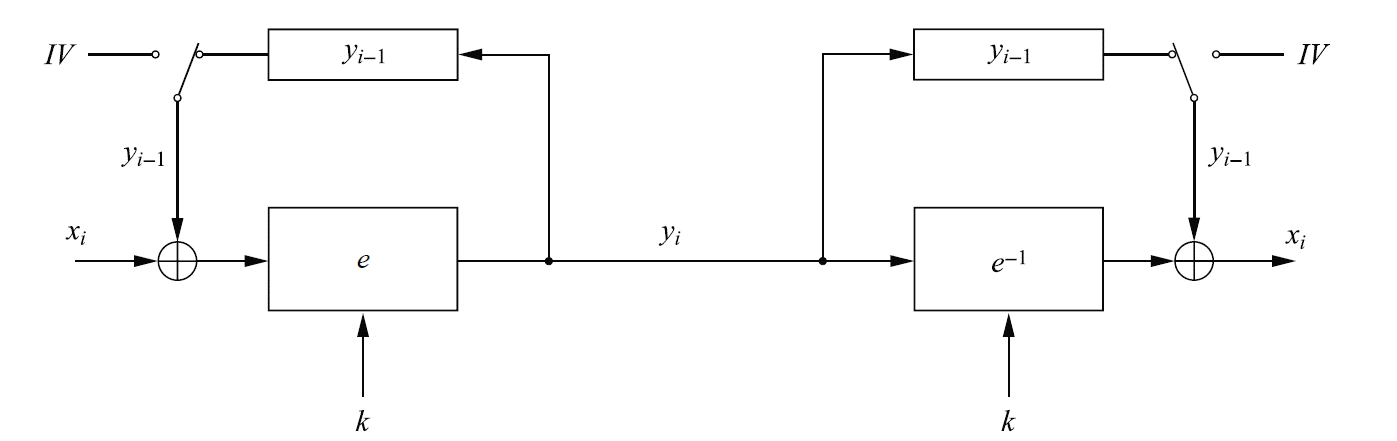 IV y_{i–1} y_{i–1} IV
y_{i–1} y_{i–1}
x_i y_i x_i
e e^{–1}
k k